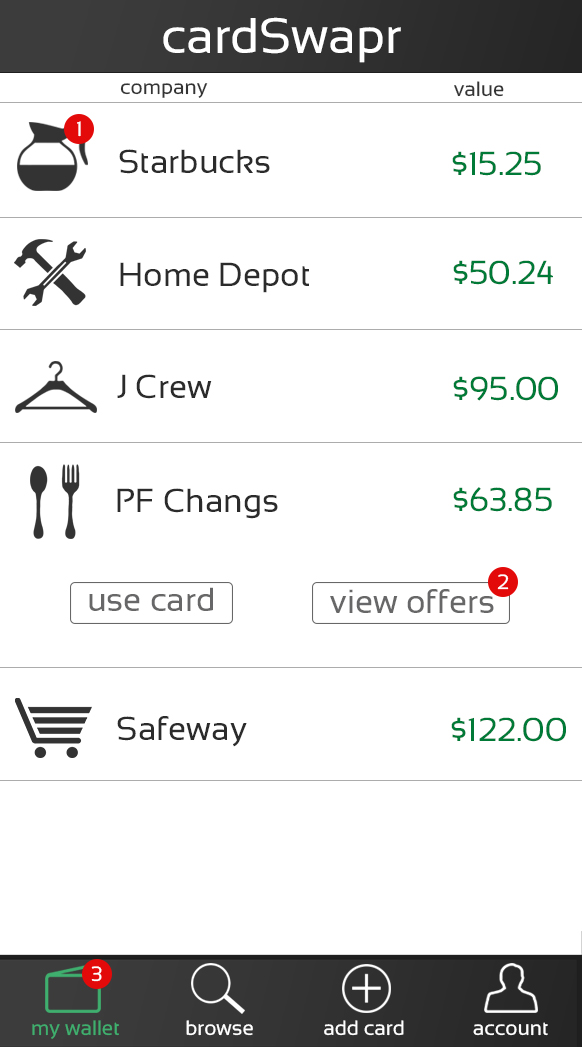 cardSwapr
company value
1
Starbucks $15.25
Home Depot $50.24
J Crew $95.00
PF Changs $63.85
2
use card view offers
Safeway $122.00
3
my wallet browse add card account